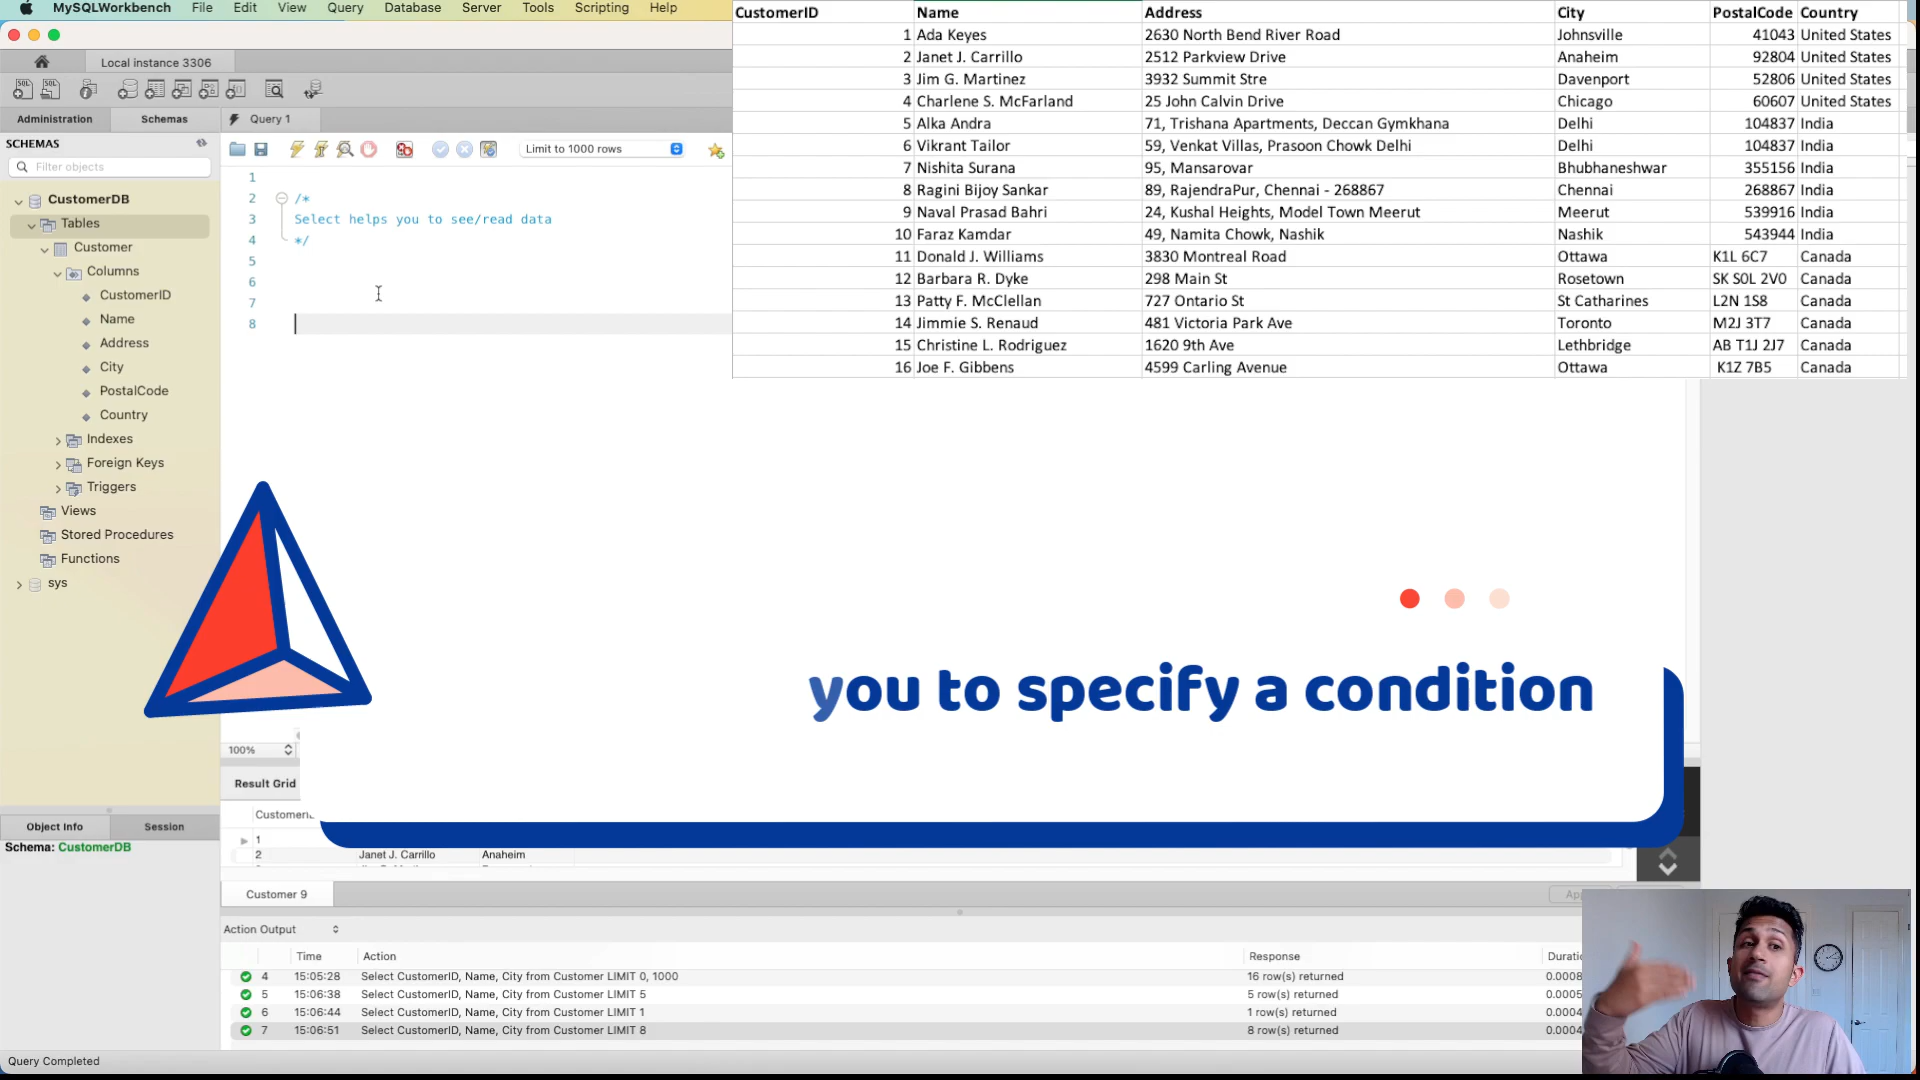 MySQLWorkbench File Edit View Query Database Server Tools Scripting Help
Local instance 3306
Administration Schemas Query 1
SCHEMAS
Limit to 1000 rows
Filter objects
CustomerDB
Tables
Customer
Columns
CustomerID
Name
Address
City
PostalCode
Country
Indexes
Foreign Keys
Triggers
Views
Stored Procedures
Functions
sys
1
2 /*
3 Select helps you to see/read data
4 */
5
6
7
8
CustomerID Name Address City PostalCode Country
1 Ada Keyes 2630 North Bend River Road Johnsville 41043 United States
2 Janet J. Carrillo 2512 Parkview Drive Anaheim 92804 United States
3 Jim G. Martinez 3932 Summit Stre Davenport 52806 United States
4 Charlene S. McFarland 25 John Calvin Drive Chicago 60607 United States
5 Alka Andra 71, Trishana Apartments, Deccan Gymkhana Delhi 104837 India
6 Vikrant Tailor 59, Venkat Villas, Prasoon Chowk Delhi Delhi 104837 India
7 Nishita Surana 95, Mansarovar Bhubhaneshwar 355156 India
8 Ragini Bijoy Sankar 89, RajendraPur, Chennai - 268867 Chennai 268867 India
9 Naval Prasad Bahri 24, Kushal Heights, Model Town Meerut Meerut 539916 India
10 Faraz Kamdar 49, Namita Chowk, Nashik Nashik 543944 India
11 Donald J. Williams 3830 Montreal Road Ottawa K1L 6C7 Canada
12 Barbara R. Dyke 298 Main St Rosetown SK S0L 2V0 Canada
13 Patty F. McClellan 727 Ontario St St Catharines L2N 1S8 Canada
14 Jimmie S. Renaud 481 Victoria Park Ave Toronto M2J 3T7 Canada
15 Christine L. Rodriguez 1620 9th Ave Lethbridge AB T1J 2J7 Canada
16 Joe F. Gibbens 4599 Carling Avenue Ottawa K1Z 7B5 Canada
you to specify a condition
100%
Result Grid
1
2 Janet J. Carrillo Anaheim
Object Info Session
Schema: CustomerDB
Customer 9
Action Output
Time Action Response
4 15:05:28 Select CustomerID, Name, City from Customer LIMIT 0, 1000 16 row(s) returned 0.0008
5 15:06:38 Select CustomerID, Name, City from Customer LIMIT 5 5 row(s) returned 0.0005
6 15:06:44 Select CustomerID, Name, City from Customer LIMIT 1 1 row(s) returned 0.0004
7 15:06:51 Select CustomerID, Name, City from Customer LIMIT 8 8 row(s) returned 0.0004
Query Completed